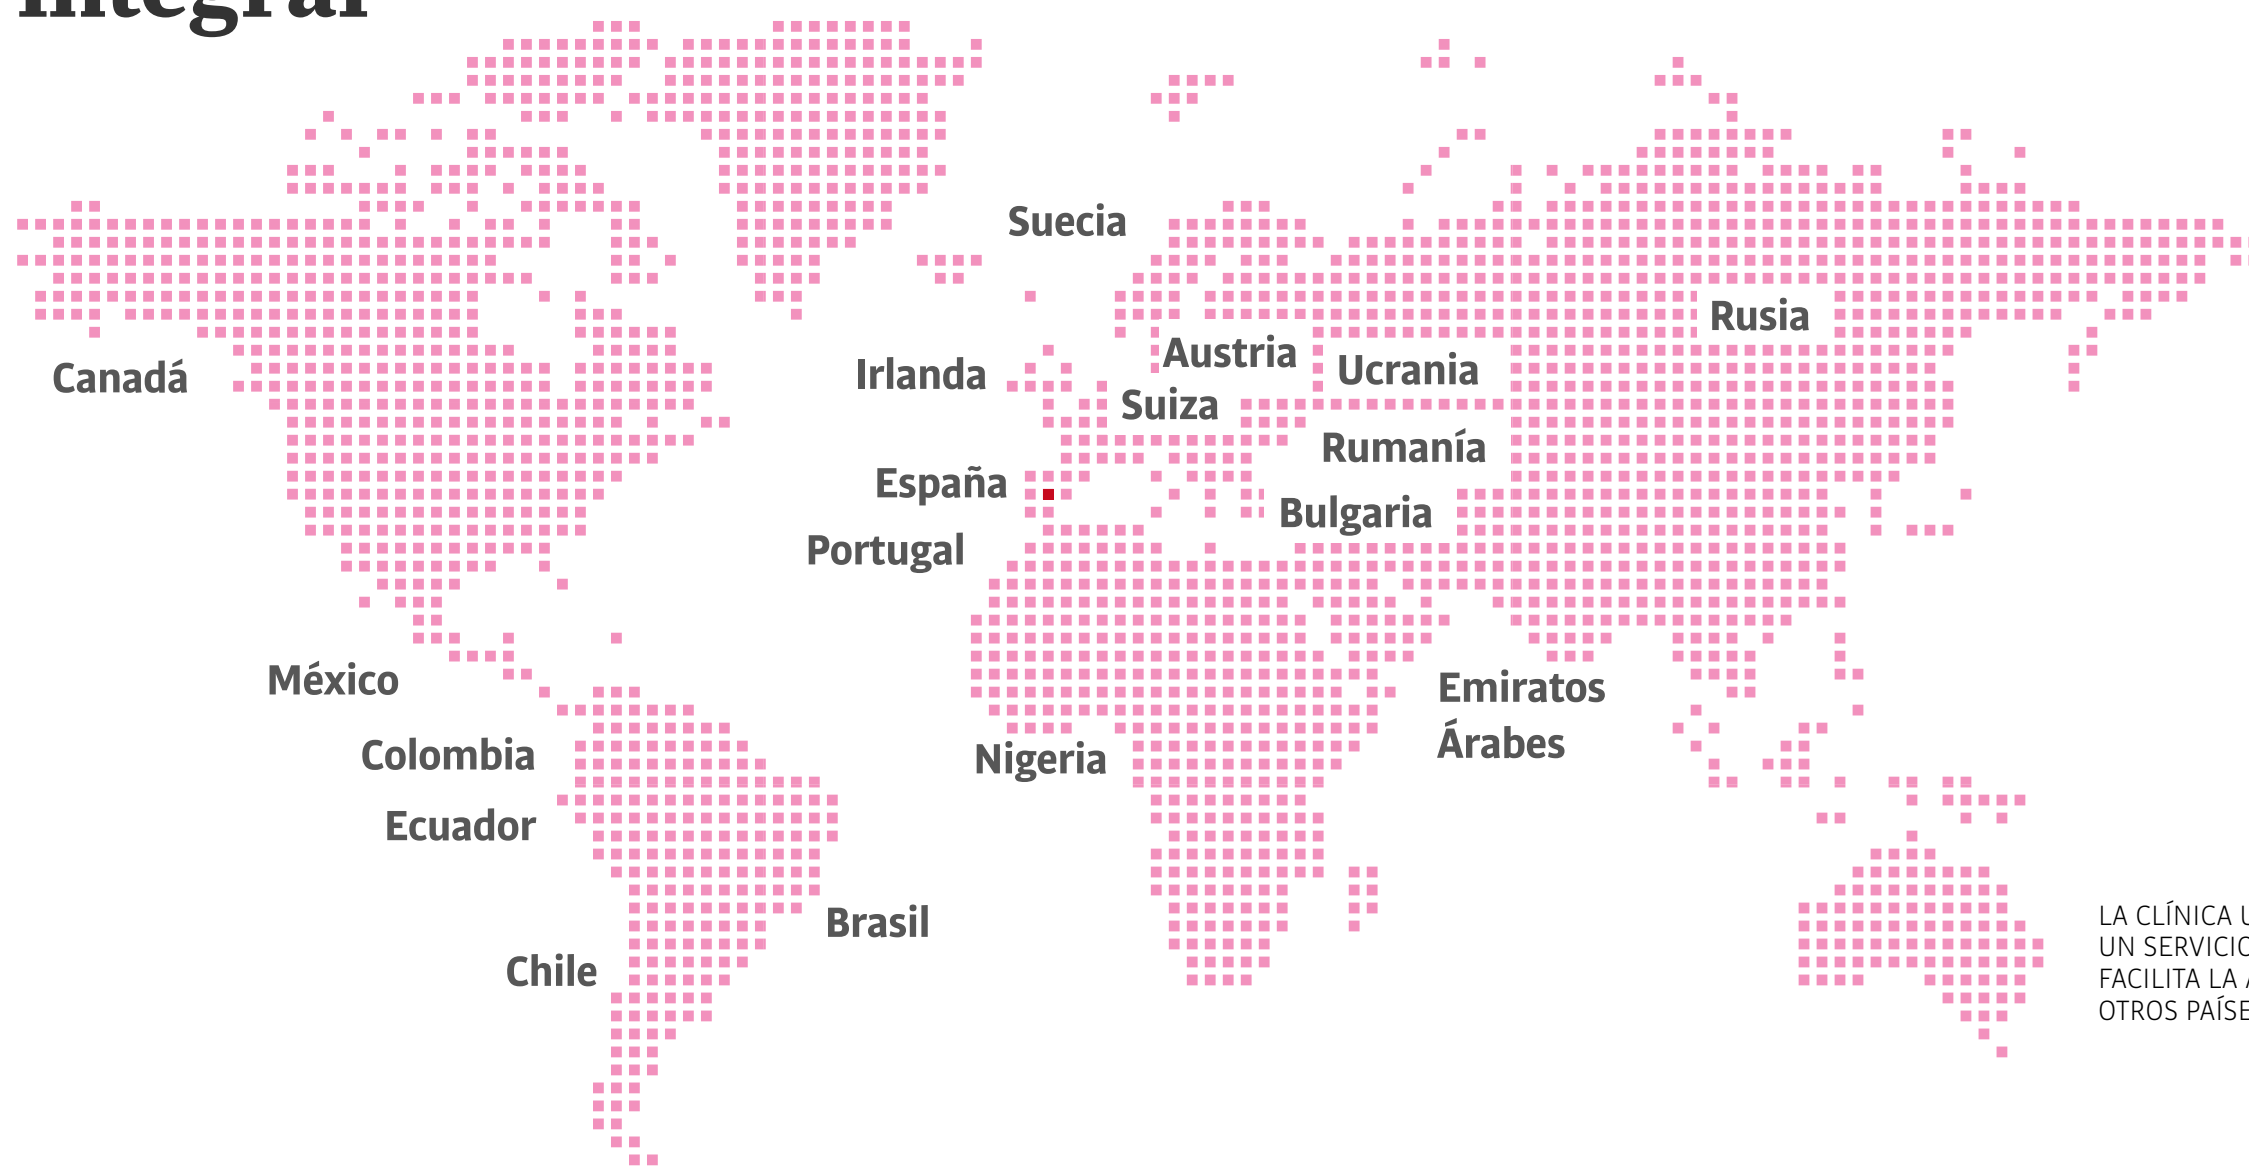 integral
Suecia
Rusia
Austria
Irlanda
Ucrania
Canadá
Suiza
Rumanía
España
Bulgaria
Portugal
México
Emiratos
Árabes
Colombia
Nigeria
Ecuador
Brasil
Chile
LA CLÍNICA
UN SERVICIO
FACILITA LA
OTROS PAÍSE